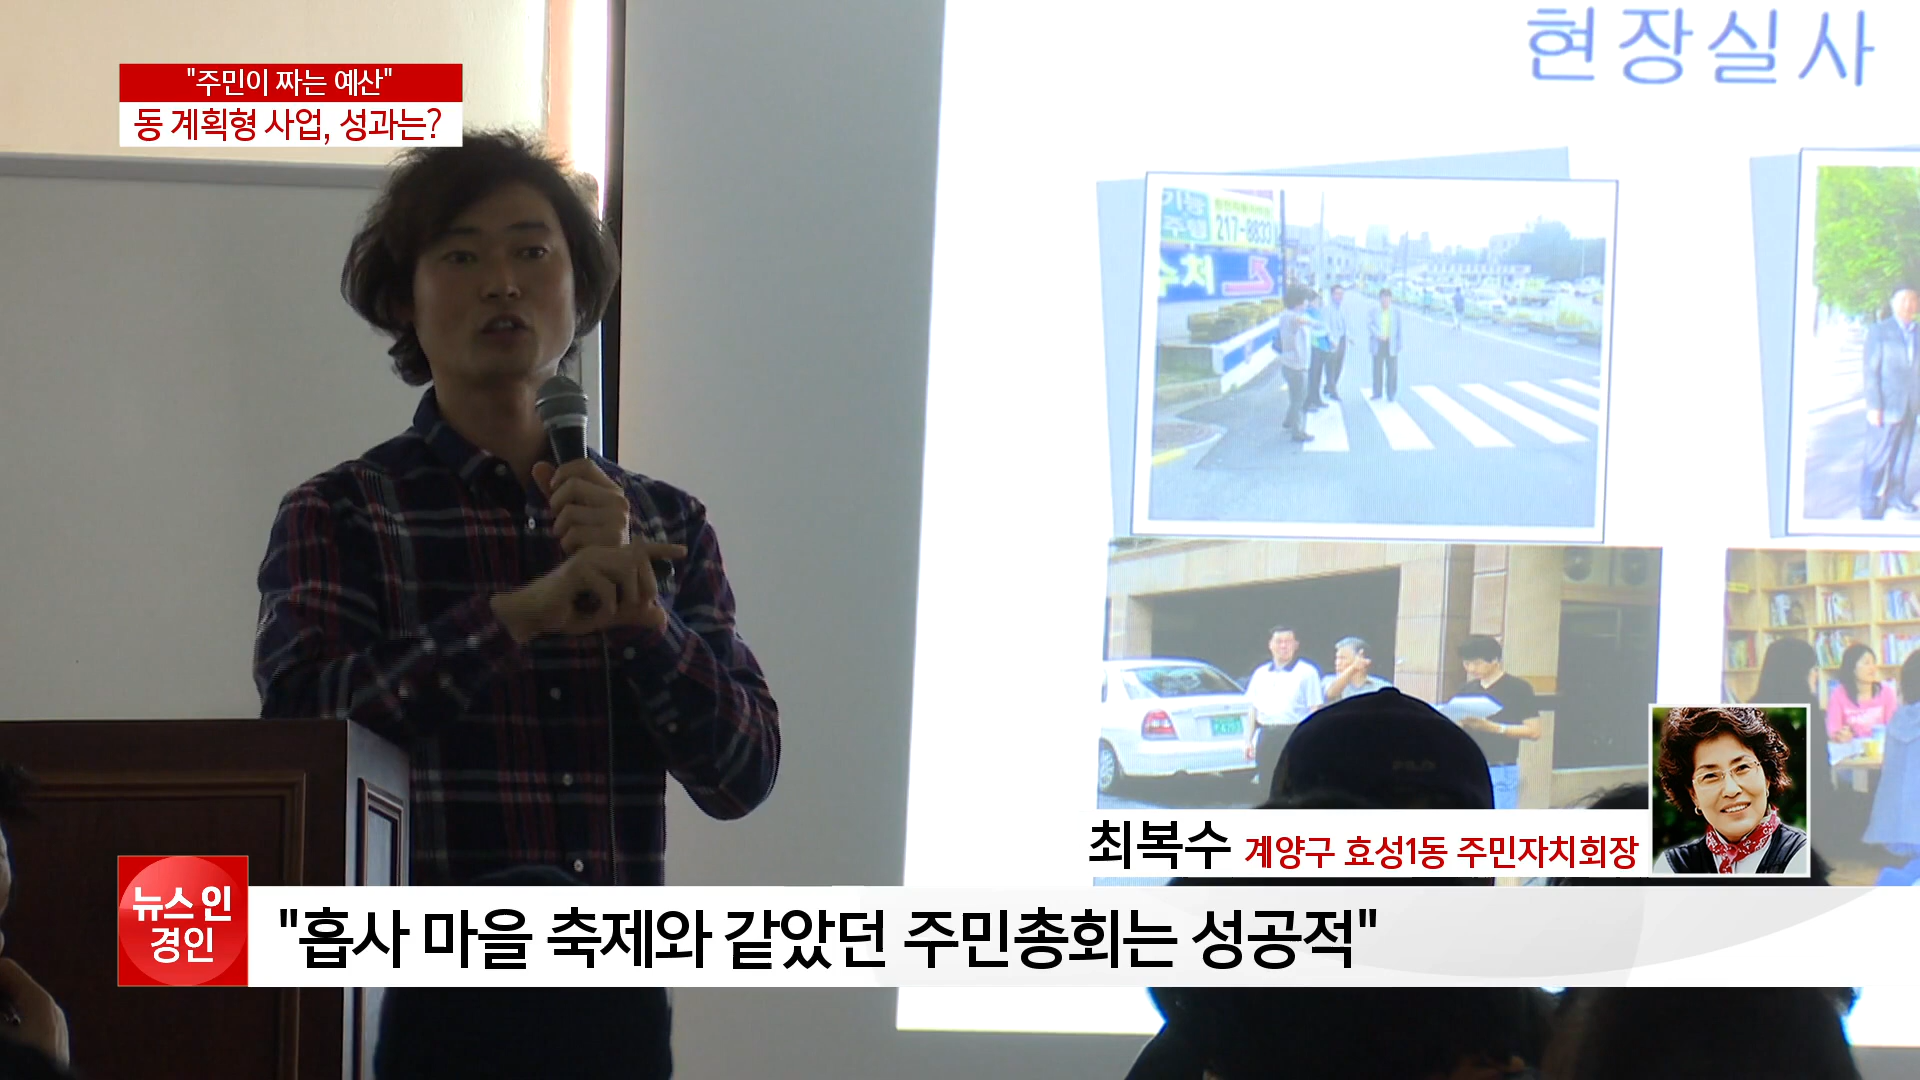 현장실사
"주민이 짜는 예산"
동 계획형 사업, 성과는?
217-8833
최복수 계양구 효성1동 주민자치회장
뉴스 인
경인
"흡사 마을 축제와 같았던 주민총회는 성공적"